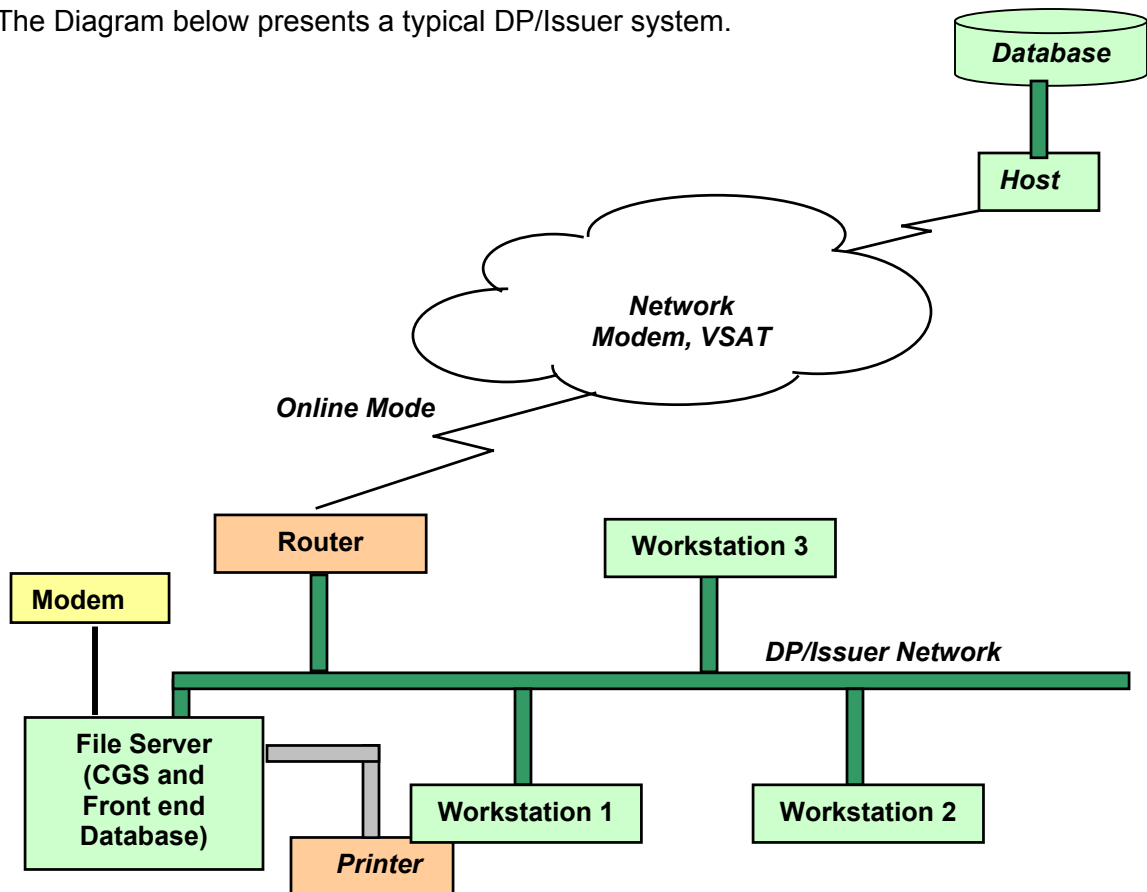 The Diagram below presents a typical DP/Issuer system.
Database
Host
Network
Modem, VSAT
Online Mode
Router
Workstation 3
Modem
DP/Issuer Network
File Server
(CGS and
Front end
Database)
Workstation 1
Workstation 2
Printer